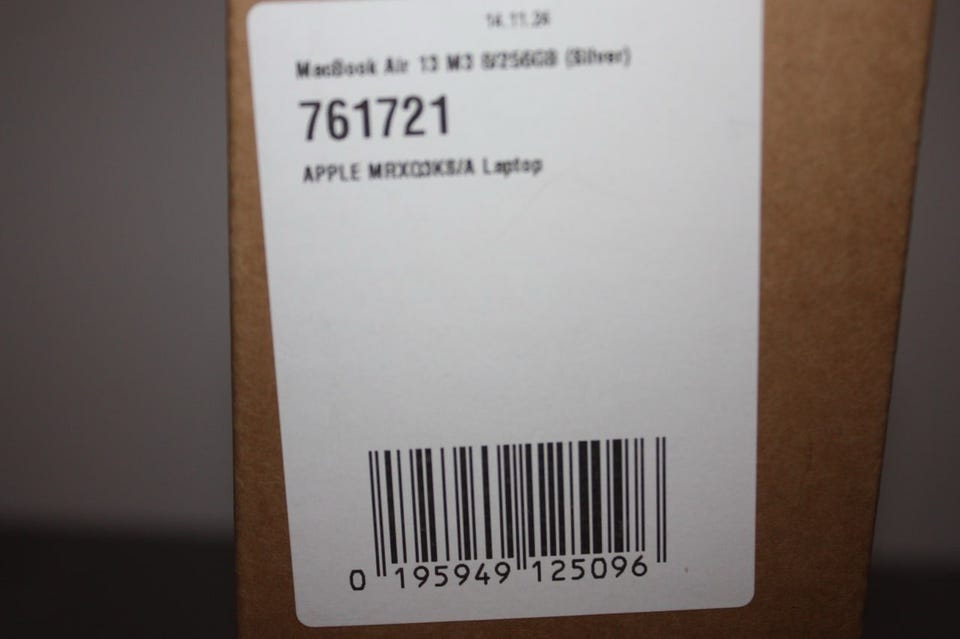 14.11.24
MacBook Air 13 M3 8/256GB (Silver)
761721
APPLE MRXQ3KS/A Laptop
0 195949 125096